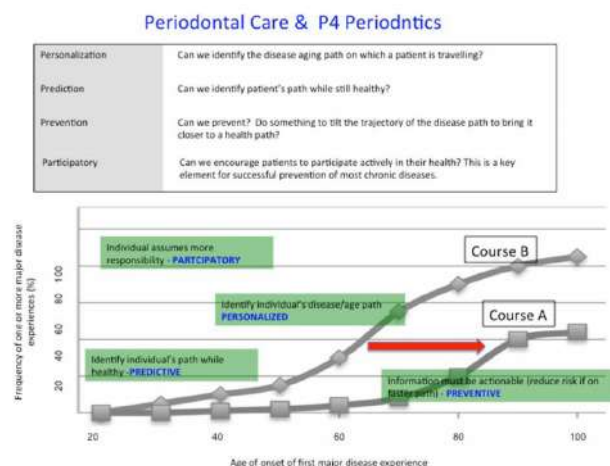 Periodontal Care & P4 Periodntics
Personalization
Can we identify the disease aging path on which a patient is travelling?
Prediction
Can we identify patient's path while still healthy?
Prevention
Can we prevent? Do something to tilt the trajectory of the disease path to bring it
closer to a health path?
Participatory
Can we encourage patients to participate actively in their health? This is a key
element for successful prevention of most chronic diseases.
Frequency of one or more major disease
experiences (%)
100
80
60
40
20
Individual assumes more
responsibility - PARTCIPATORY
Course B
Identify individual's disease/age path
PERSONALIZED
Course A
Identify individual's path while
healthy -PREDICTIVE
Information must be actionable (reduce risk if on
faster path) - PREVENTIVE
20 40 50 60 70 80 100
Age of onset of first major disease experience